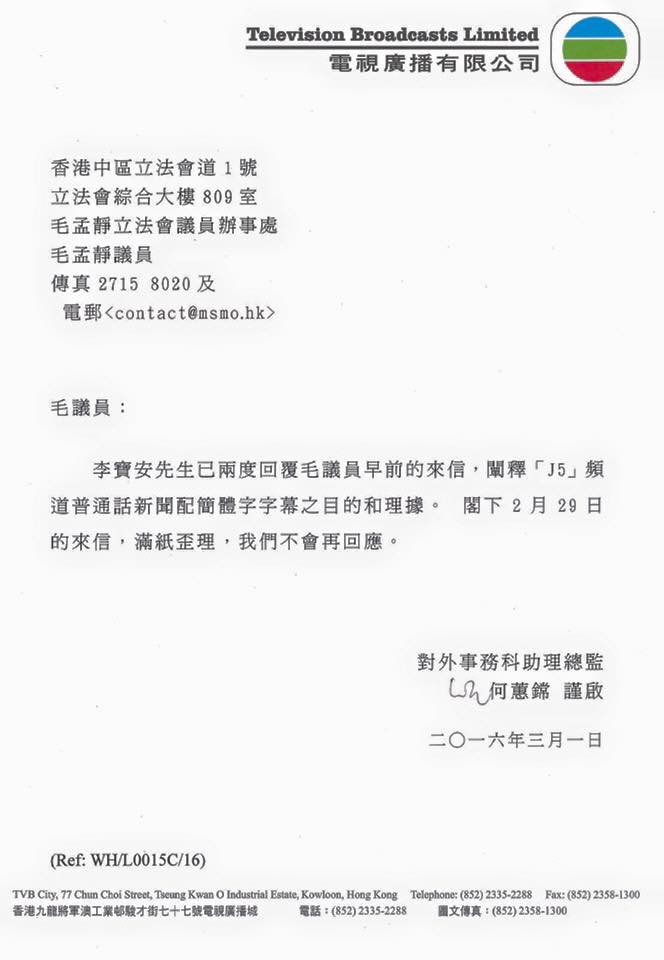 Television Broadcasts Limited
電視廣播有限公司
香港中區立法會道 1 號
立法會綜合大樓 809 室
毛孟靜立法會議員辦事處
毛孟靜議員
傳真 2715 8020 及
電郵<contact@msmo.hk>
毛議員：
李寶安先生已兩度回覆毛議員早前的來信，闡釋「J5」頻
道普通話新聞配簡體字字幕之目的和理據。 閣下 2 月 29 日
的來信，滿紙歪理，我們不會再回應。
對外事務科助理總監
何蕙鏛 謹啟
二〇一六年三月一日
(Ref: WH/L0015C/16)
TVB City, 77 Chun Choi Street, Tseung Kwan O Industrial Estate, Kowloon, Hong Kong Telephone: (852) 2335-2288 Fax: (852) 2358-1300
香港九龍將軍澳工業邨駿才街七十七號電視廣播城 電話：(852) 2335-2288 圖文傳真：(852) 2358-1300